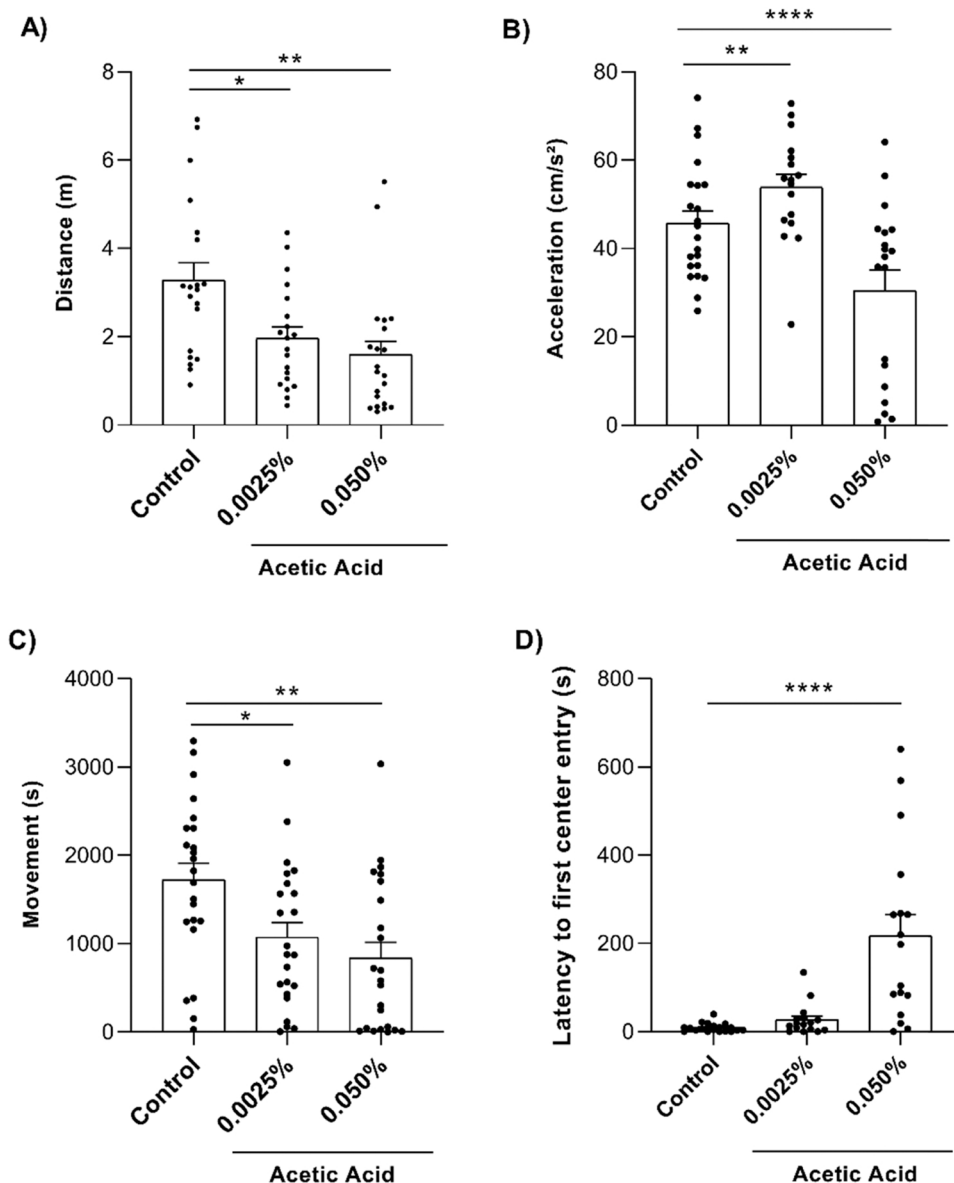 A)
**
*
Distance (m)
8
6
4
2
0
Control
0.0025%
0.050%
Acetic Acid
B)
****
**
Acceleration (cm/s²)
80
60
40
20
0
Control
0.0025%
0.050%
Acetic Acid
C)
**
*
Movement (s)
4000
3000
2000
1000
0
Control
0.0025%
0.050%
Acetic Acid
D)
****
Latency to first center entry (s)
800
600
400
200
0
Control
0.0025%
0.050%
Acetic Acid